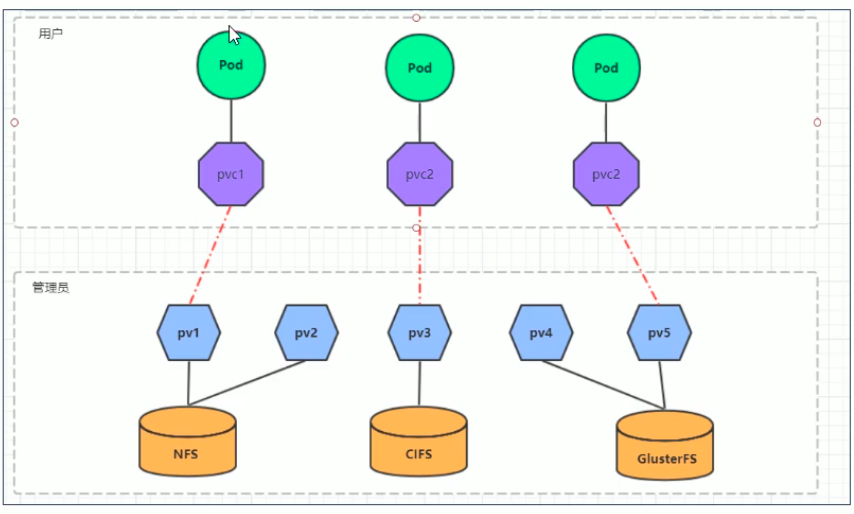 用户
Pod
Pod
Pod
pvc1
pvc2
pvc2
管理员
pv1
pv2
pv3
pv4
pv5
NFS
CIFS
GlusterFS